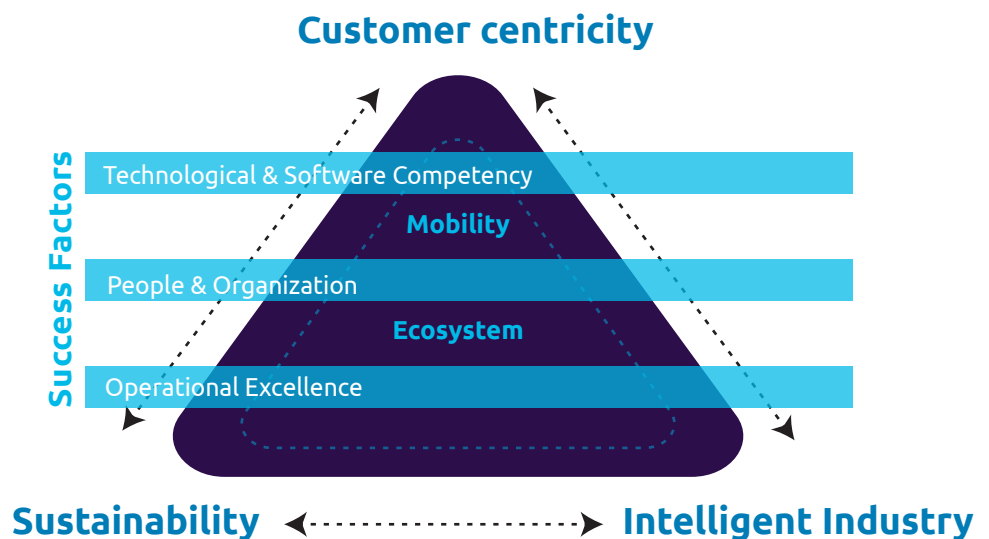 Customer centricity
Success Factors
Technological & Software Competency
Mobility
People & Organization
Ecosystem
Operational Excellence
Sustainability
Intelligent Industry